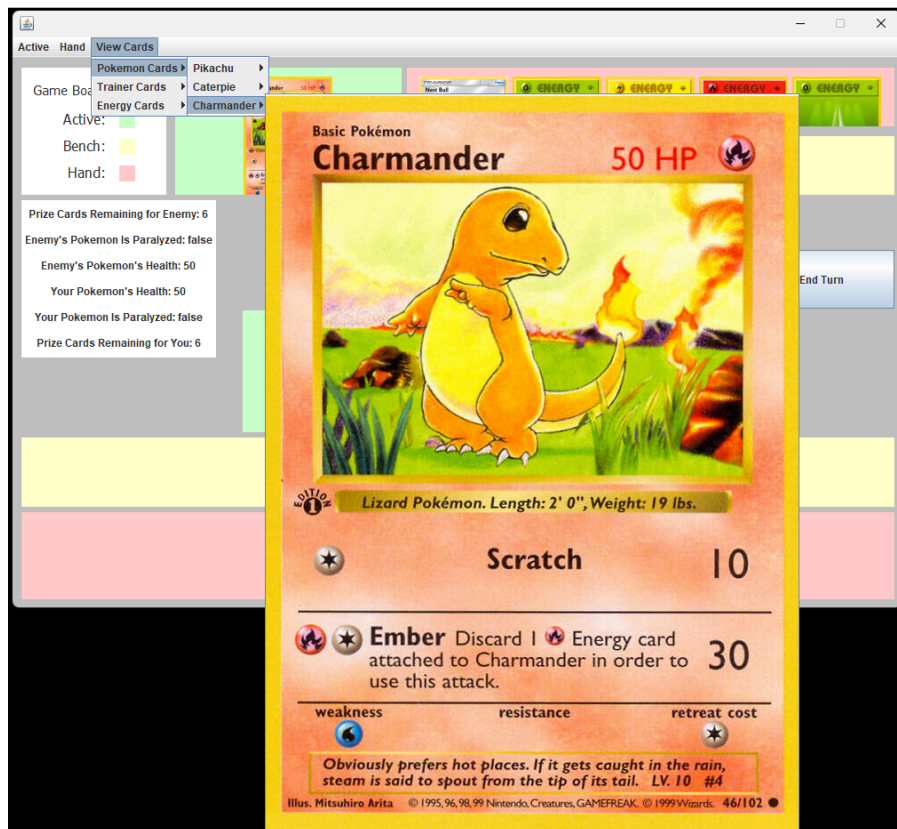 Active Hand View Cards
Pokemon Cards
Trainer Cards
Energy Cards
Pikachu
Caterpie
Charmander
Game Boa
Active:
Bench:
Hand:
50 HP
Nest Ball
ENERGY
ENERGY
ENERGY
ENERGY
Prize Cards Remaining for Enemy: 6
Enemy's Pokemon Is Paralyzed: false
Enemy's Pokemon's Health: 50
Your Pokemon's Health: 50
Your Pokemon Is Paralyzed: false
Prize Cards Remaining for You: 6
End Turn
Basic Pokémon
Charmander 50 HP
EDITION
1
Lizard Pokémon. Length: 2' 0", Weight: 19 lbs.
Scratch 10
Ember Discard 1 Energy card
attached to Charmander in order to
use this attack.
30
weakness resistance retreat cost
Obviously prefers hot places. If it gets caught in the rain,
steam is said to spout from the tip of its tail. LV. 10 #4
Illus. Mitsuhiro Arita © 1995, 96, 98, 99 Nintendo, Creatures, GAMEFREAK. © 1999 Wizards. 46/102